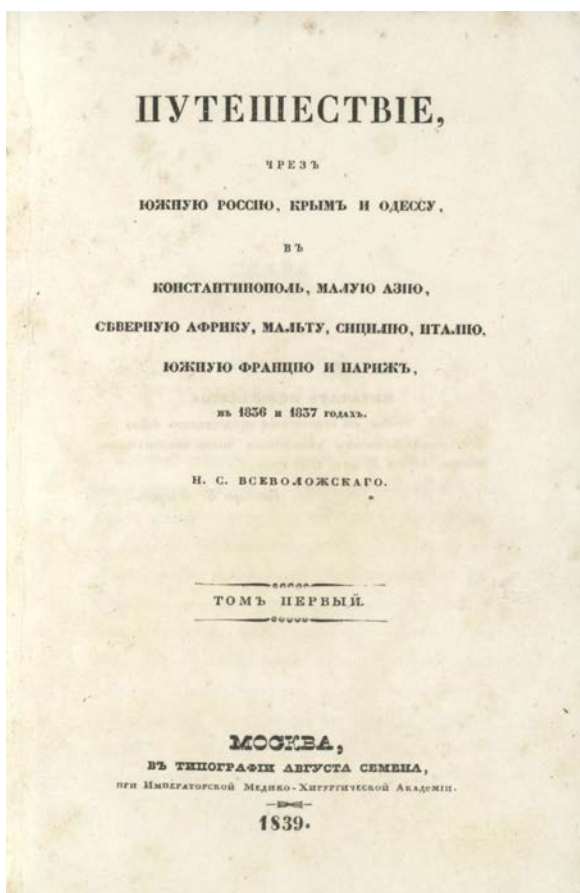 ПУТЕШЕСТВІЕ,
ЧРЕЗЪ
ЮЖНУЮ РОССІЮ, КРЫМЪ И ОДЕССУ,
ВЪ
КОНСТАНТИНОПОЛЬ, МАЛУЮ АЗІЮ,
СѢВЕРНУЮ АФРИКУ, МАЛЬТУ, СИЦИЛІЮ, ИТАЛІЮ,
ЮЖНУЮ ФРАНЦІЮ И ПАРИЖЪ,
въ 1836 и 1837 годахъ.
Н. С. ВСЕВОЛОЖСКАГО.
ТОМЪ ПЕРВЫЙ.
МОСКВА,
ВЪ ТИПОГРАФІИ АВГУСТА СЕМЕНА,
при Императорской Медико-Хирургической Академіи.
1839.